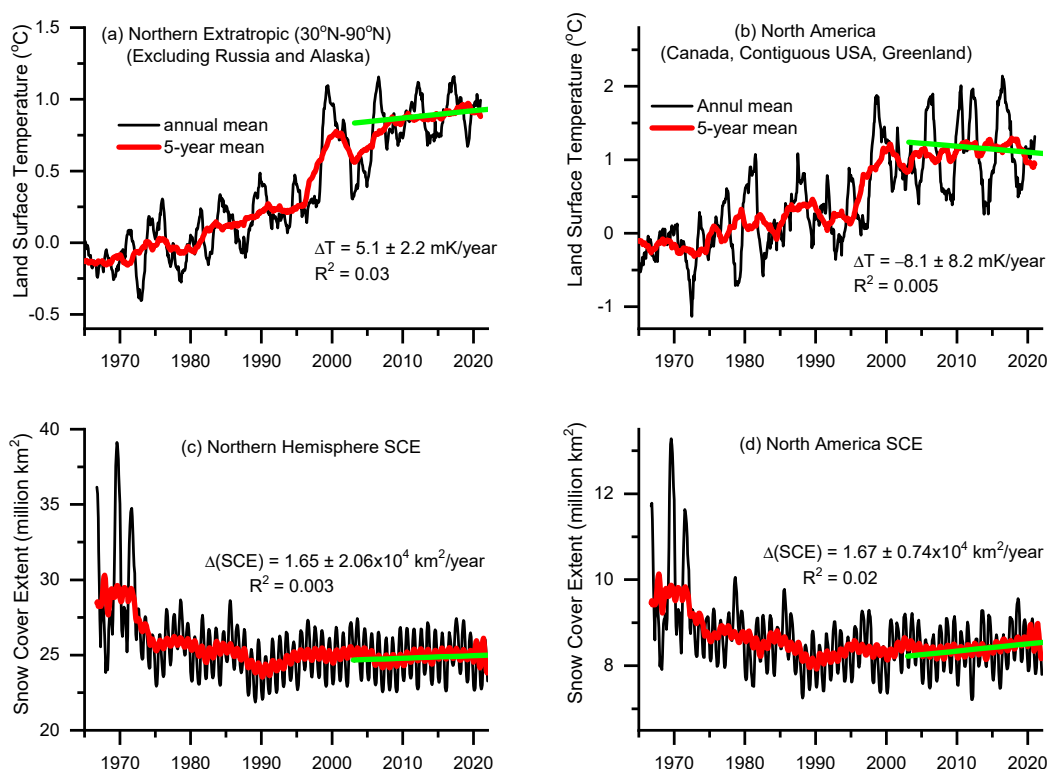 (a) Northern Extratropic (30°N-90°N)
(Excluding Russia and Alaska)
Land Surface Temperature (°C)
1.5
1.0
0.5
0.0
-0.5
annual mean
5-year mean
ΔT = 5.1 ± 2.2 mK/year
R² = 0.03
1970 1980 1990 2000 2010 2020
(b) North America
(Canada, Contiguous USA, Greenland)
Land Surface Temperature (°C)
2
1
0
-1
Annul mean
5-year mean
ΔT = –8.1 ± 8.2 mK/year
R² = 0.005
1970 1980 1990 2000 2010 2020
(c) Northern Hemisphere SCE
Snow Cover Extent (million km²)
40
35
30
25
20
Δ(SCE) = 1.65 ± 2.06x10⁴ km²/year
R² = 0.003
1970 1980 1990 2000 2010 2020
(d) North America SCE
Snow Cover Extent (million km²)
12
10
8
Δ(SCE) = 1.67 ± 0.74x10⁴ km²/year
R² = 0.02
1970 1980 1990 2000 2010 2020